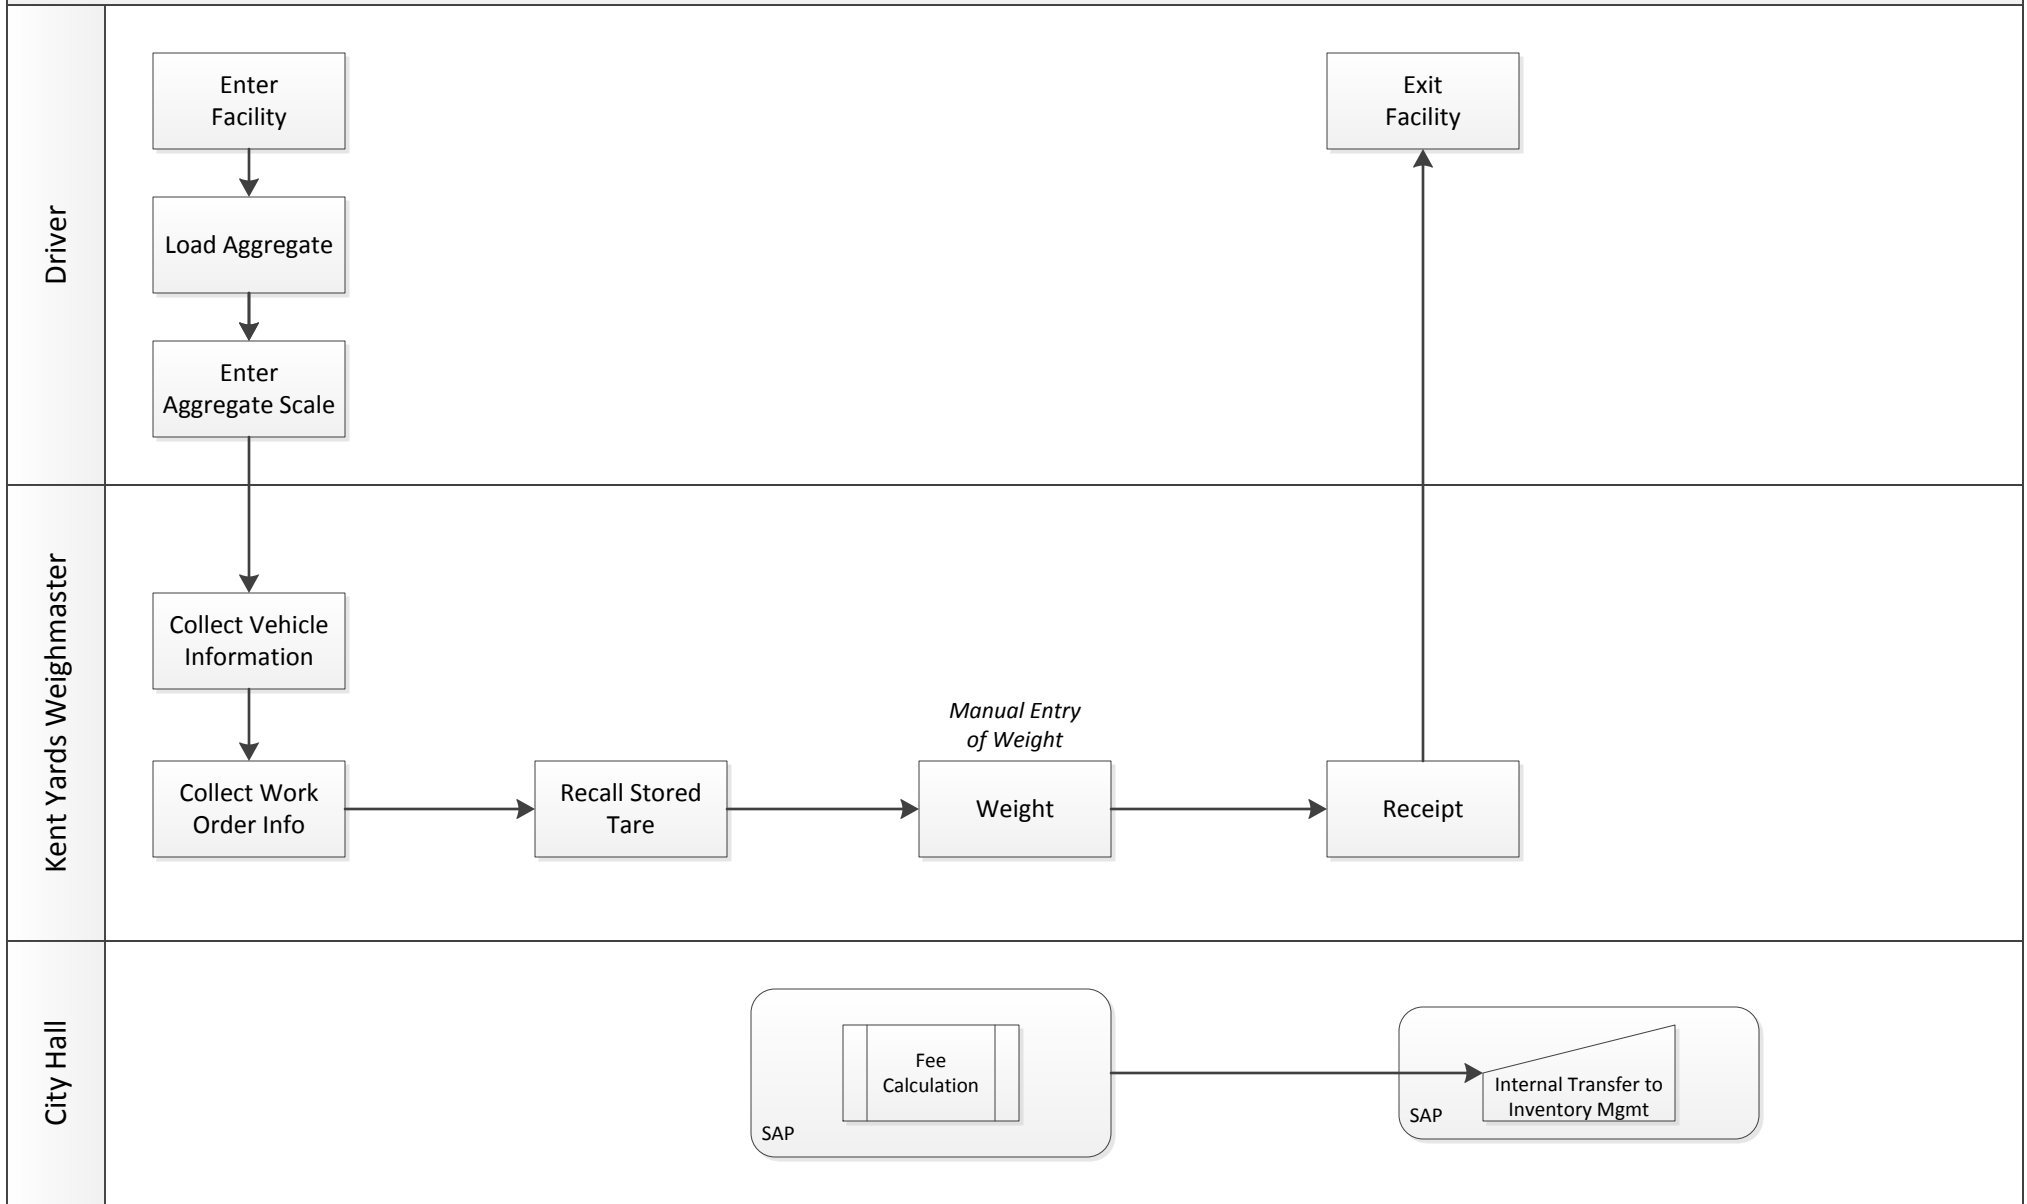 Driver
Enter
Facility
Exit
Facility
Load Aggregate
Enter
Aggregate Scale
Kent Yards Weighmaster
Collect Vehicle
Information
Manual Entry
of Weight
Collect Work
Order Info
Recall Stored
Tare
Weight
Receipt
City Hall
Fee
Calculation
SAP
Internal Transfer to
Inventory Mgmt
SAP